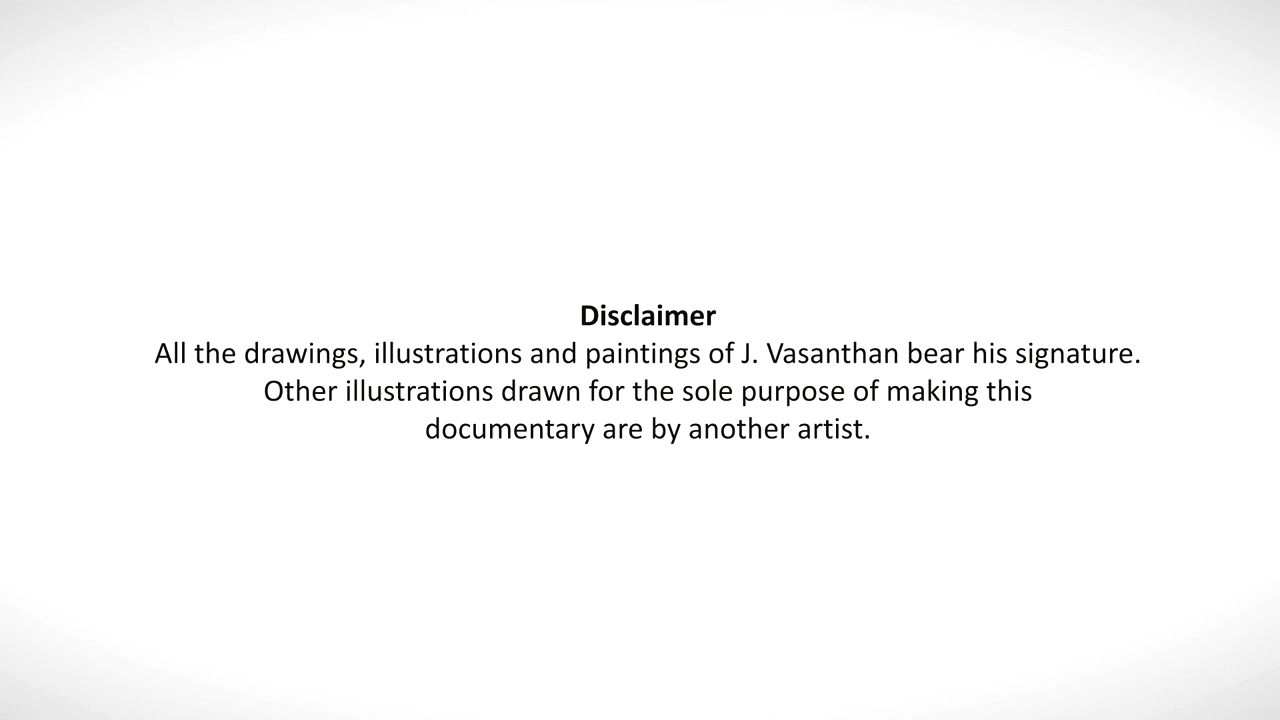 Disclaimer
All the drawings, illustrations and paintings of J. Vasanthan bear his signature.
Other illustrations drawn for the sole purpose of making this
documentary are by another artist.